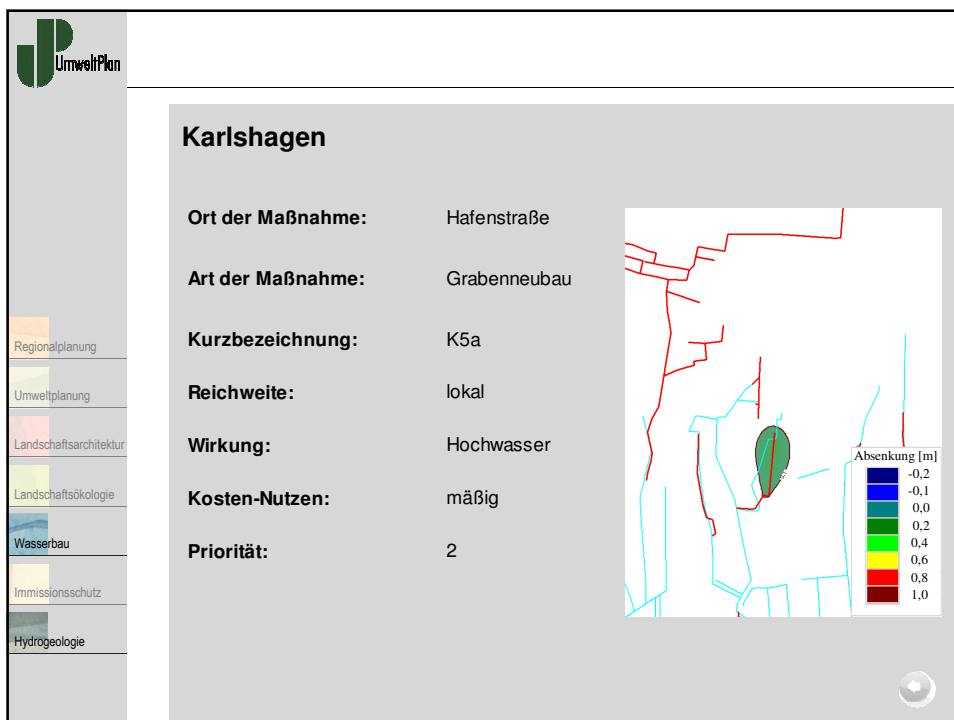 UmweltPlan
Karlshagen
Ort der Maßnahme: Hafenstraße
Art der Maßnahme: Grabenneubau
Kurzbezeichnung: K5a
Reichweite: lokal
Wirkung: Hochwasser
Kosten-Nutzen: mäßig
Priorität: 2
Absenkung [m]
-0,2
-0,1
0,0
0,2
0,4
0,6
0,8
1,0
Regionalplanung
Umweltplanung
Landschaftsarchitektur
Landschaftsökologie
Wasserbau
Immissionsschutz
Hydrogeologie